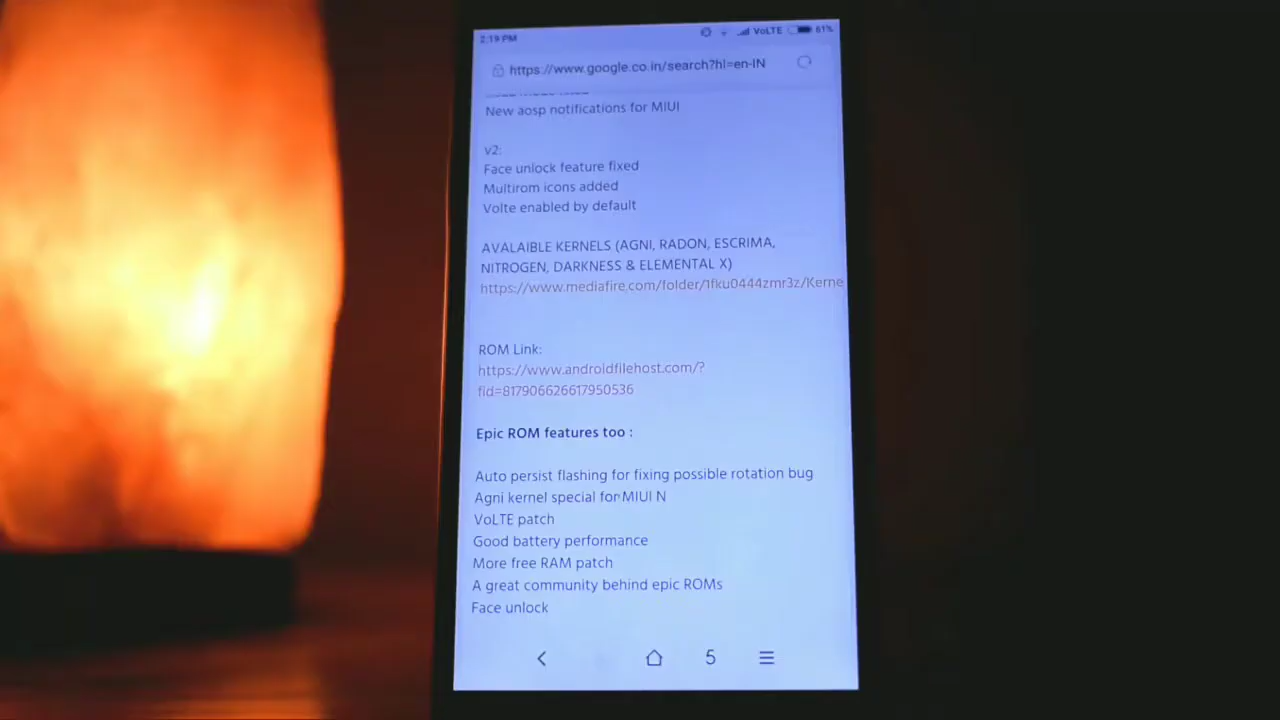 2:19 PM
VoLTE 61%
https://www.google.co.in/search?hl=en-IN
New aosp notifications for MIUI
v2:
Face unlock feature fixed
Multirom icons added
Volte enabled by default
AVALAIBLE KERNELS (AGNI, RADON, ESCRIMA,
NITROGEN, DARKNESS & ELEMENTAL X)
https://www.mediafire.com/folder/1fku0444zmr3z/Kerne
ROM Link:
https://www.androidfilehost.com/?
fid=817906626617950536
Epic ROM features too :
Auto persist flashing for fixing possible rotation bug
Agni kernel special for MIUI N
VoLTE patch
Good battery performance
More free RAM patch
A great community behind epic ROMs
Face unlock
5